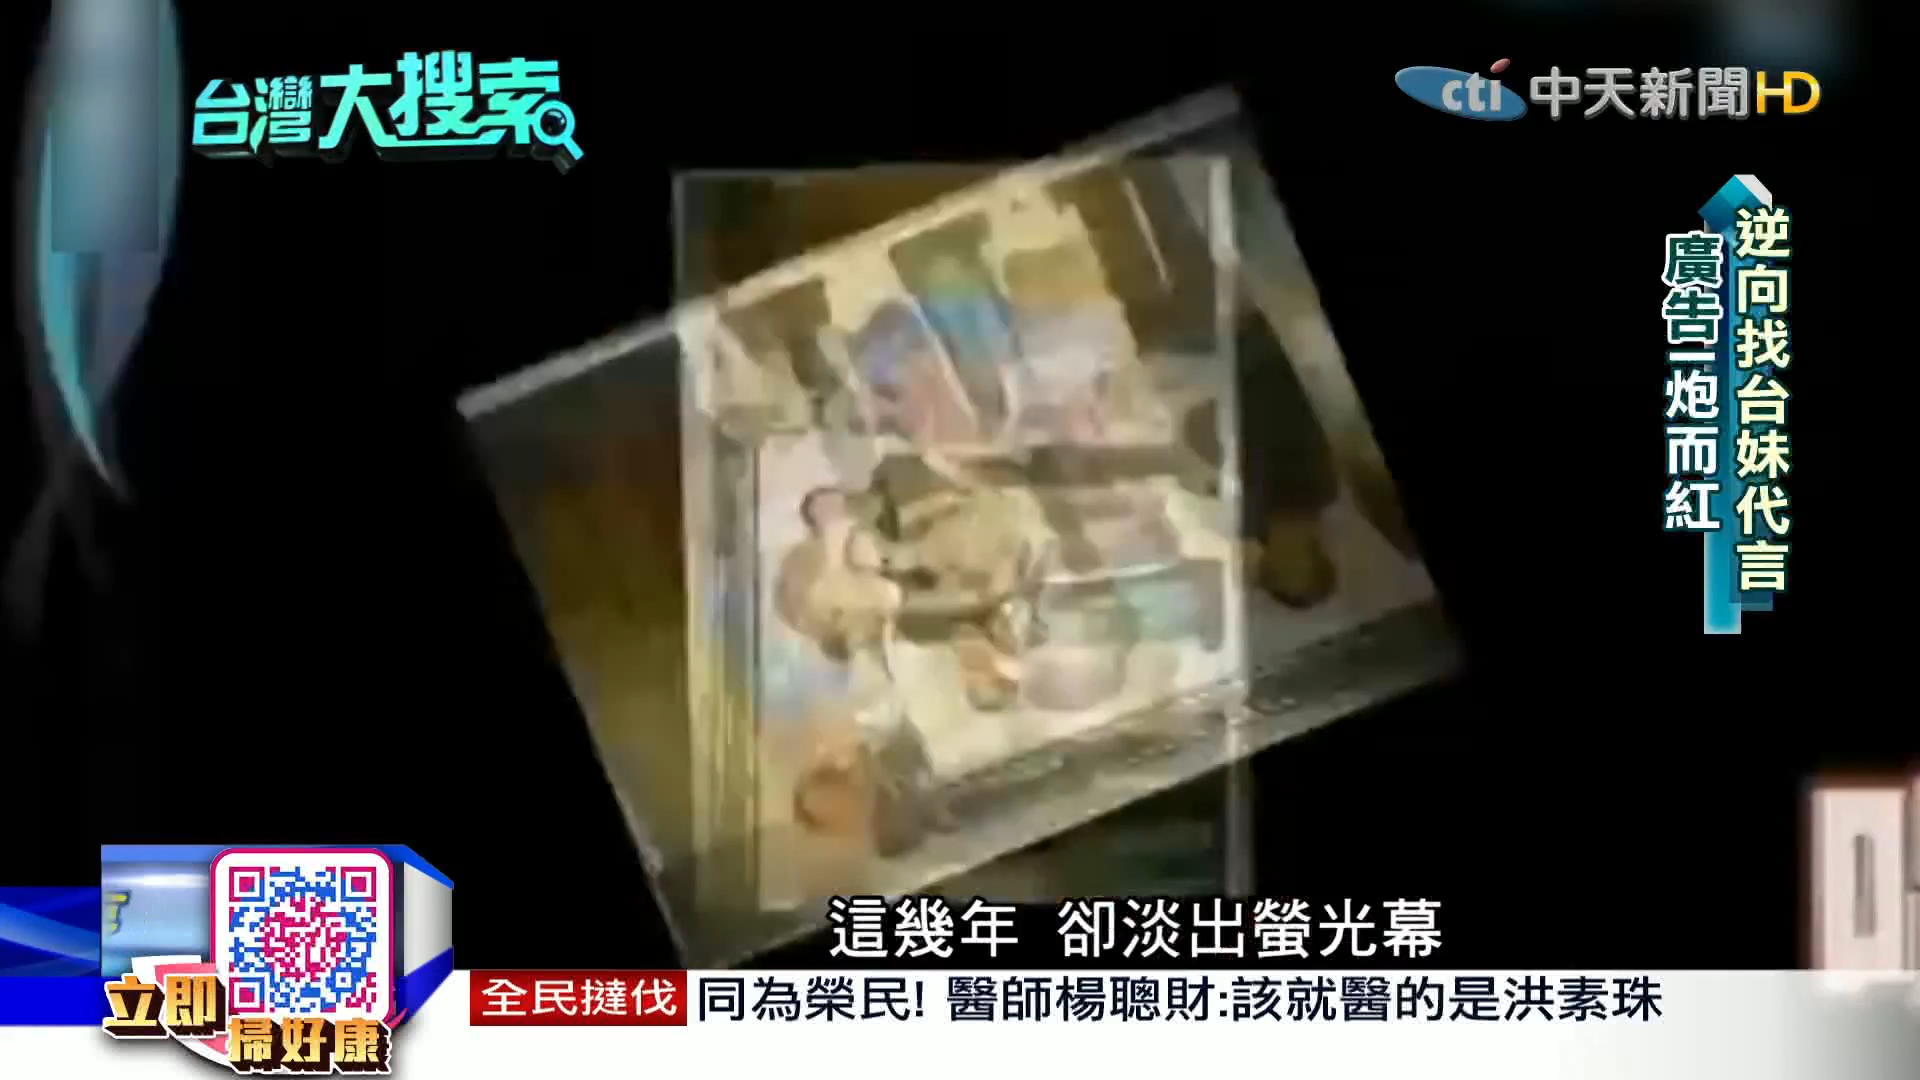 台灣大搜索
cti 中天新聞HD
逆向找台妹代言
廣告一炮而紅
這幾年 卻淡出螢光幕
全民撻伐 同為榮民! 醫師楊聰財:該就醫的是洪素珠
立即
掃好康